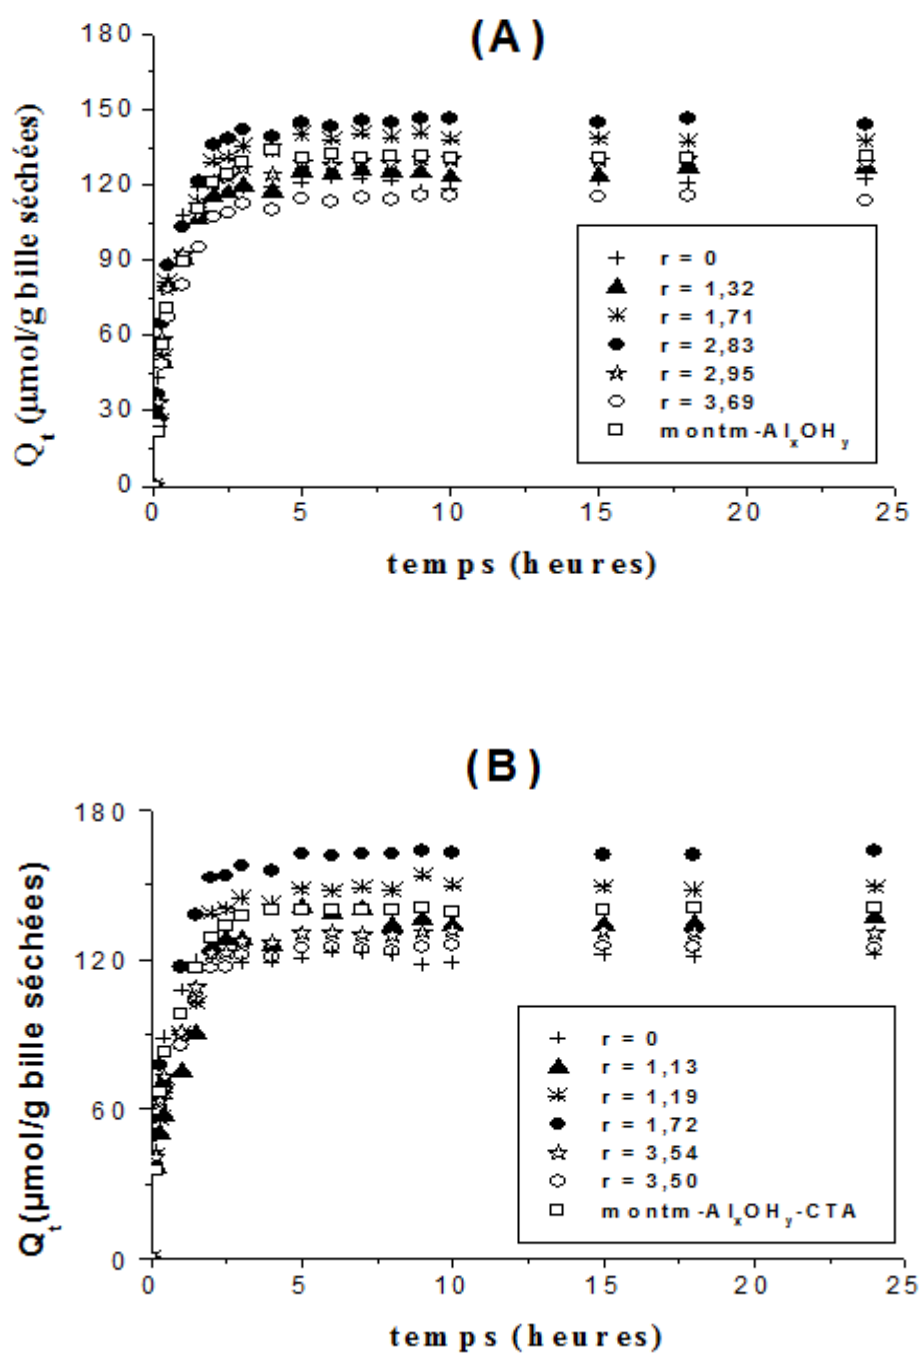 (A)
180
150
120
90
60
30
0
Qt (μmol/g bille séchées)
r = 0
r = 1,32
r = 1,71
r = 2,83
r = 2,95
r = 3,69
montm-AlxOHy
0 5 10 15 20 25
temps (heures)
(B)
180
120
60
0
Qt(μmol/g bille séchées)
r = 0
r = 1,13
r = 1,19
r = 1,72
r = 3,54
r = 3,50
montm-AlxOHy-CTA
0 5 10 15 20 25
temps (heures)